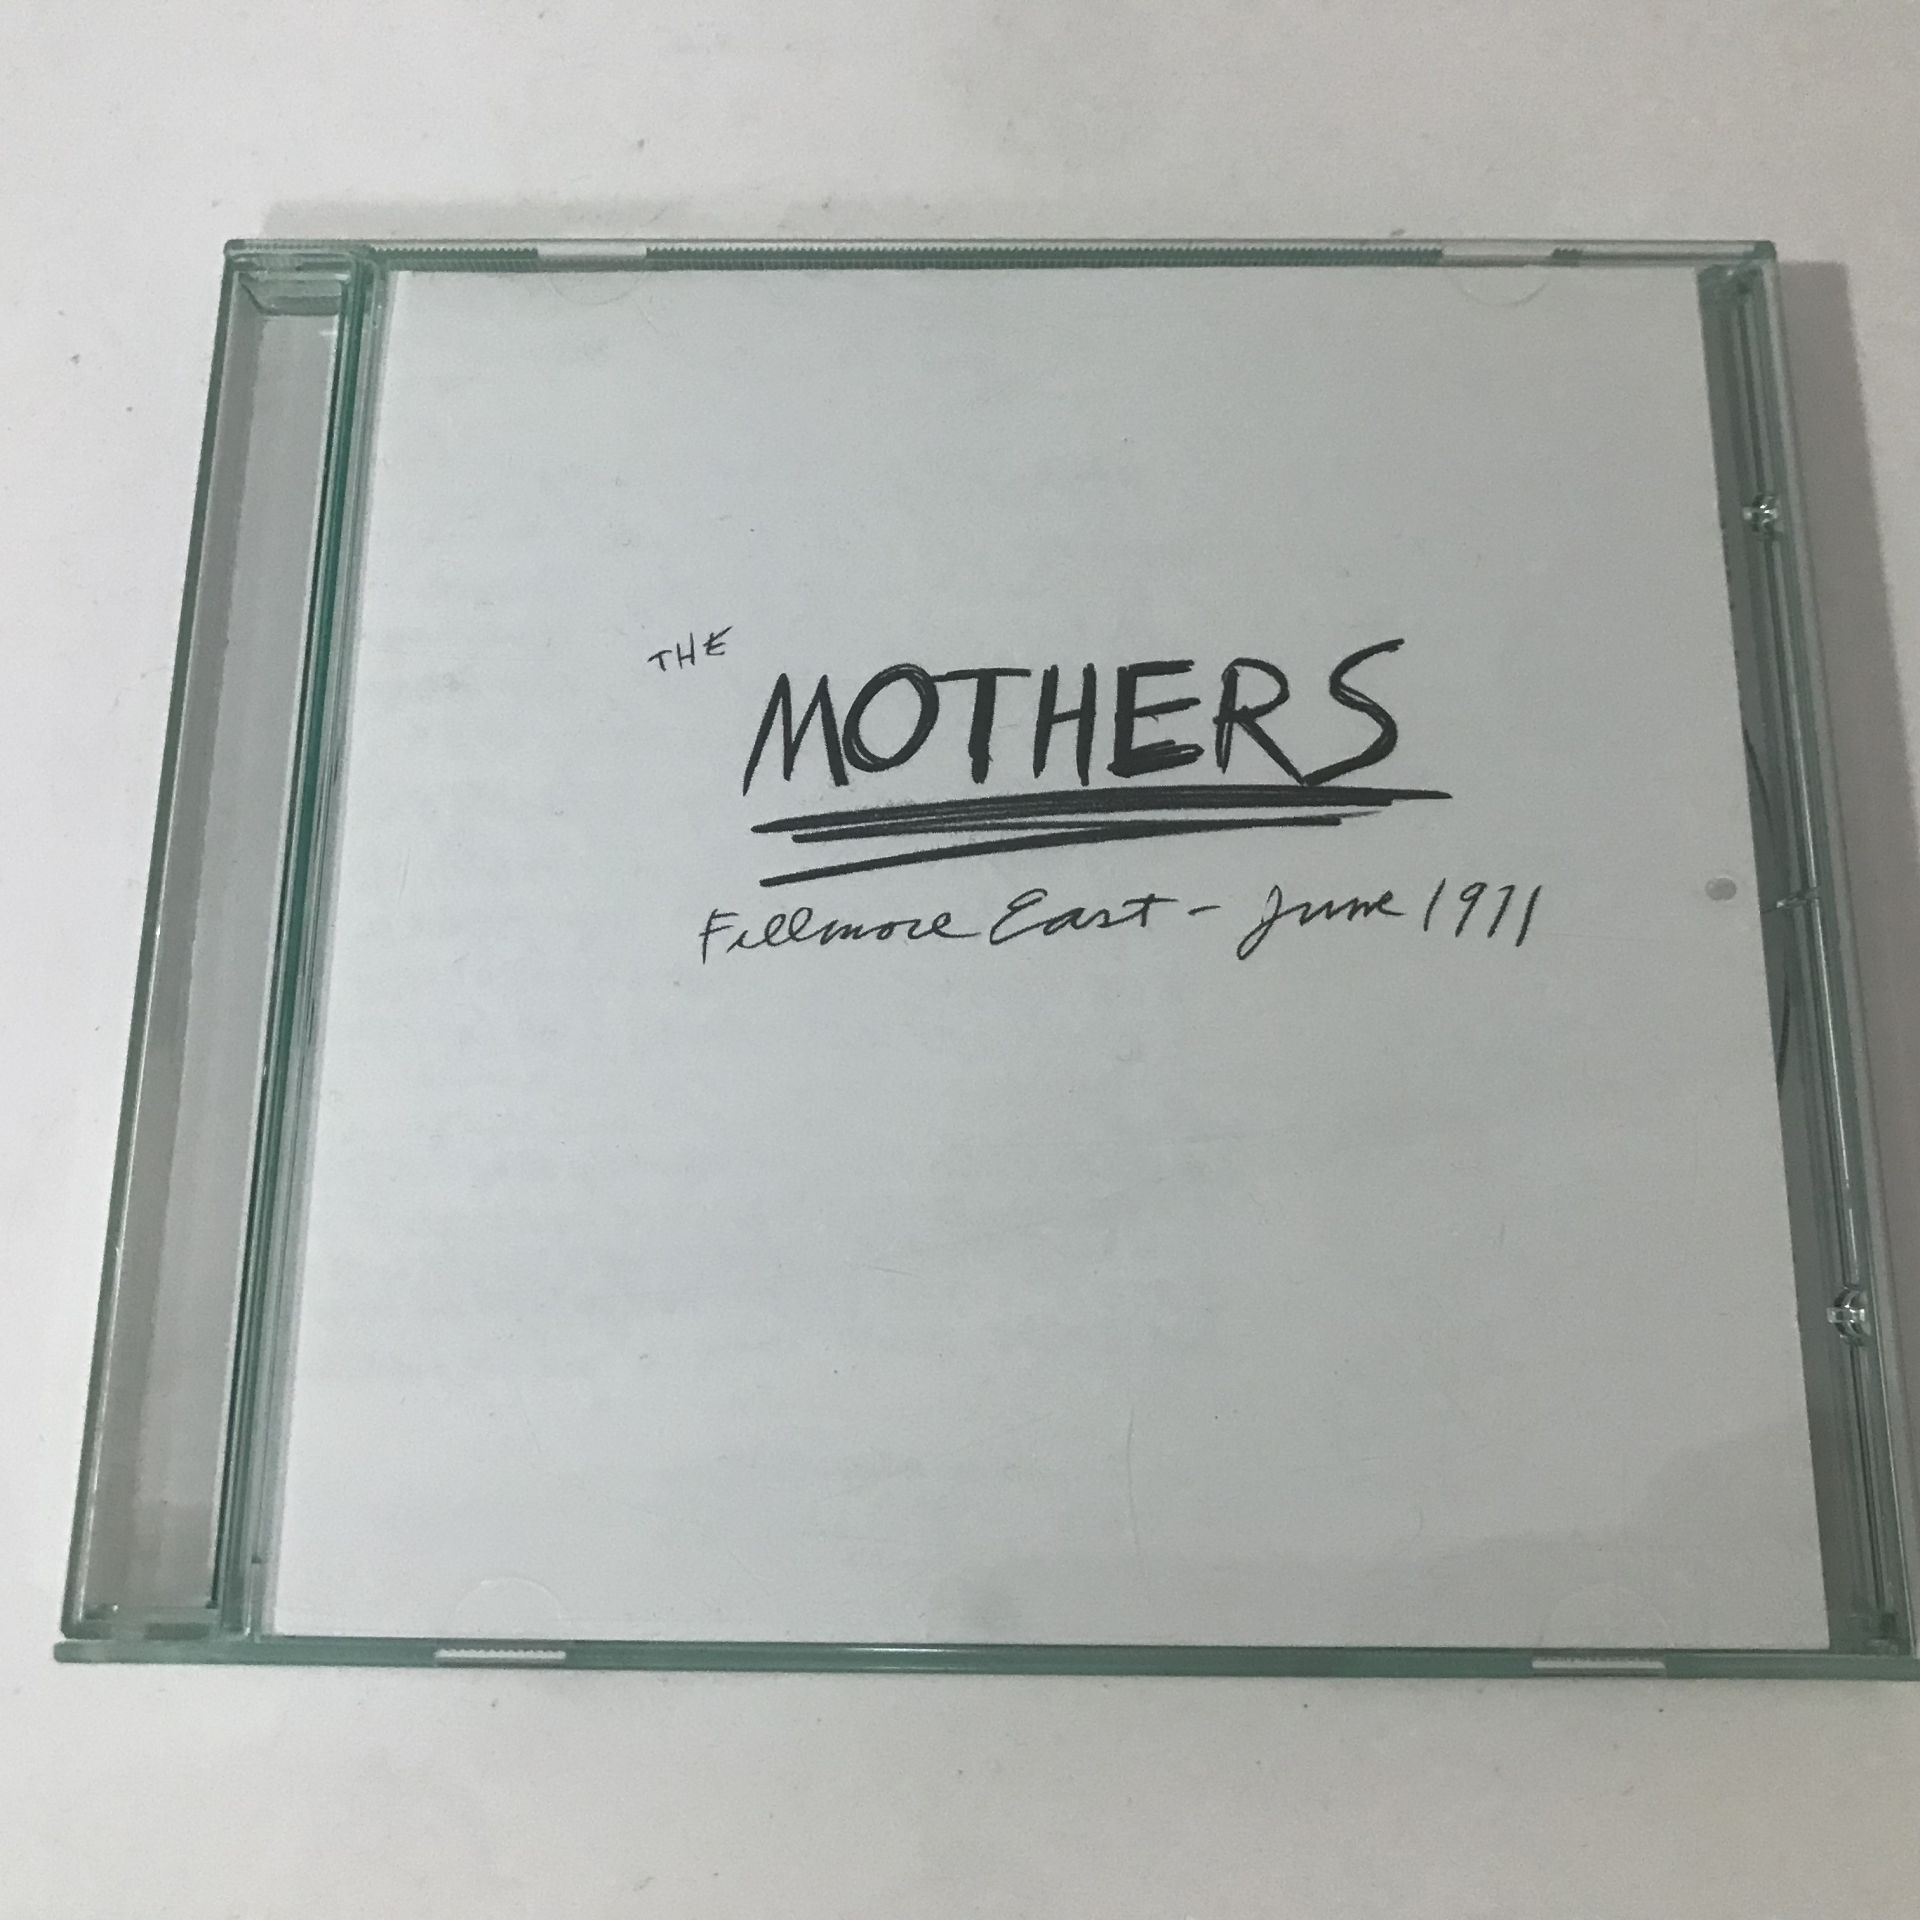 THE
MOTHERS
Fillmore East - June 1971